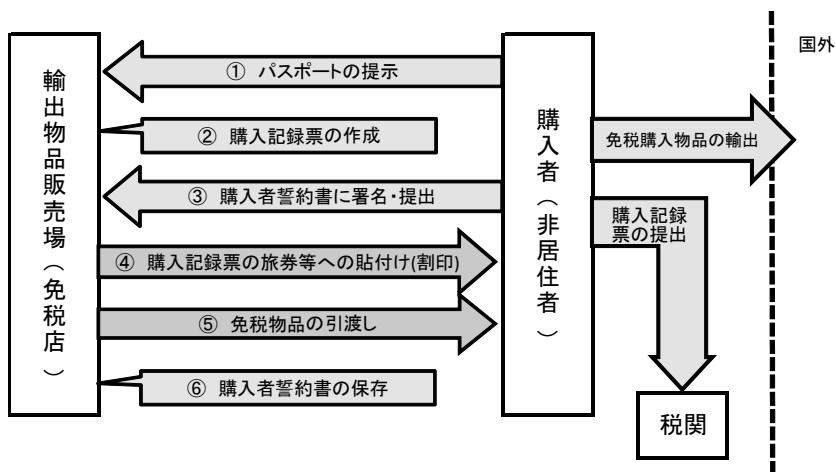 国外
輸出物品販売場（免税店）
① パスポートの提示
② 購入記録票の作成
③ 購入者誓約書に署名・提出
④ 購入記録票の旅券等への貼付け(割印)
⑤ 免税物品の引渡し
⑥ 購入者誓約書の保存
購入者（非居住者）
免税購入物品の輸出
購入記録
票の提出
税関